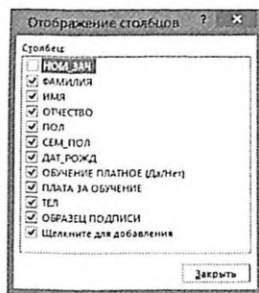 Отображение столбцов ? ×
Столбец:
НОМ_ЗАЧ
ФАМИЛИЯ
ИМЯ
ОТЧЕСТВО
ПОЛ
СЕМ_ПОЛ
ДАТ_РОЖД
ОБУЧЕНИЕ ПЛАТНОЕ (Да/Нет)
ПЛАТА ЗА ОБУЧЕНИЕ
ТЕЛ
ОБРАЗЕЦ ПОДПИСИ
Щелкните для добавления
Закрыть